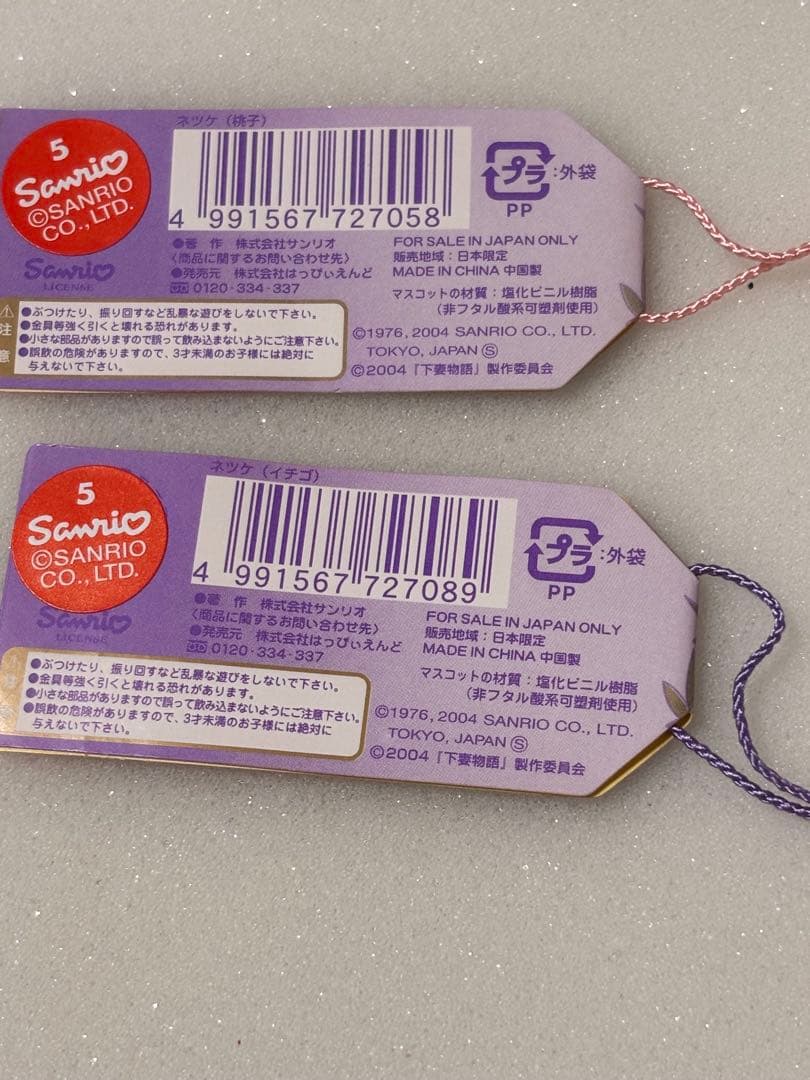 ネツケ（桃子）
5
Sanrio
©SANRIO
CO., LTD.
4 991567 727058
プラ :外袋
PP
Sanrio
LICENSE
●著 作 株式会社サンリオ
〈商品に関するお問い合わせ先〉
●発売元 株式会社はっぴぃえんど
0120-334-337
FOR SALE IN JAPAN ONLY
販売地域：日本限定
MADE IN CHINA 中国製
マスコットの材質：塩化ビニル樹脂
（非フタル酸系可塑剤使用）
注意
●ぶつけたり、振り回すなど乱暴な遊びをしないで下さい。
●金具等強く引くと壊れる恐れがあります。
●小さな部品がありますので誤って飲み込まないようにご注意下さい。
●誤飲の危険がありますので、3才未満のお子様には絶対に
与えないで下さい。
©1976, 2004 SANRIO CO., LTD.
TOKYO, JAPAN Ⓢ
©2004「下妻物語」製作委員会
ネツケ（イチゴ）
5
Sanrio
©SANRIO
CO., LTD.
4 991567 727089
プラ :外袋
PP
Sanrio
LICENSE
●著 作 株式会社サンリオ
〈商品に関するお問い合わせ先〉
●発売元 株式会社はっぴぃえんど
0120-334-337
FOR SALE IN JAPAN ONLY
販売地域：日本限定
MADE IN CHINA 中国製
マスコットの材質：塩化ビニル樹脂
（非フタル酸系可塑剤使用）
●ぶつけたり、振り回すなど乱暴な遊びをしないで下さい。
●金具等強く引くと壊れる恐れがあります。
●小さな部品がありますので誤って飲み込まないようにご注意下さい。
●誤飲の危険がありますので、3才未満のお子様には絶対に
与えないで下さい。
©1976, 2004 SANRIO CO., LTD.
TOKYO, JAPAN Ⓢ
©2004「下妻物語」製作委員会